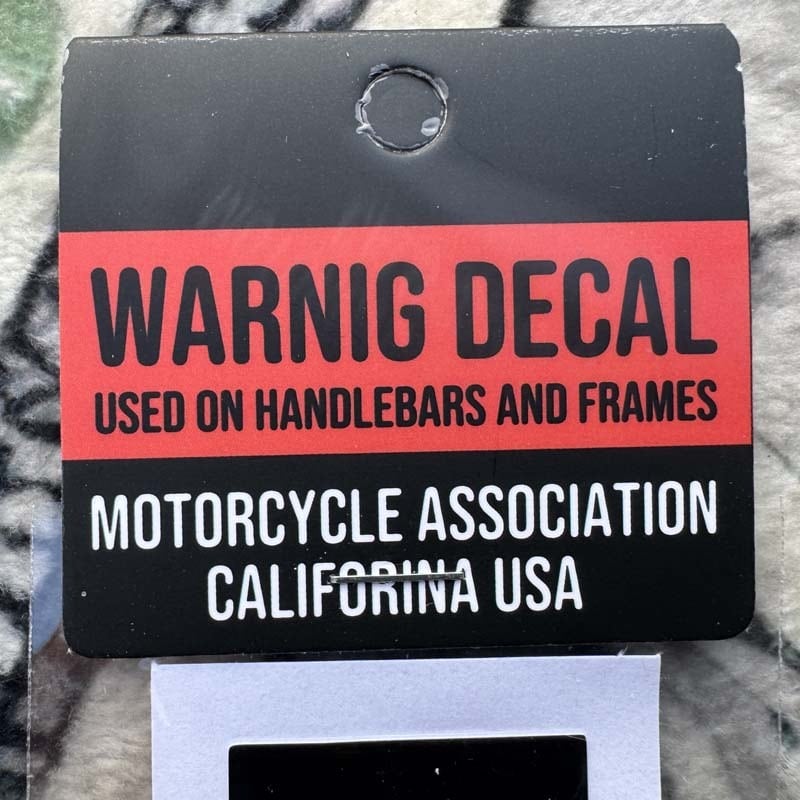 WARNIG DECAL
USED ON HANDLEBARS AND FRAMES
MOTORCYCLE ASSOCIATION
CALIFORINA USA